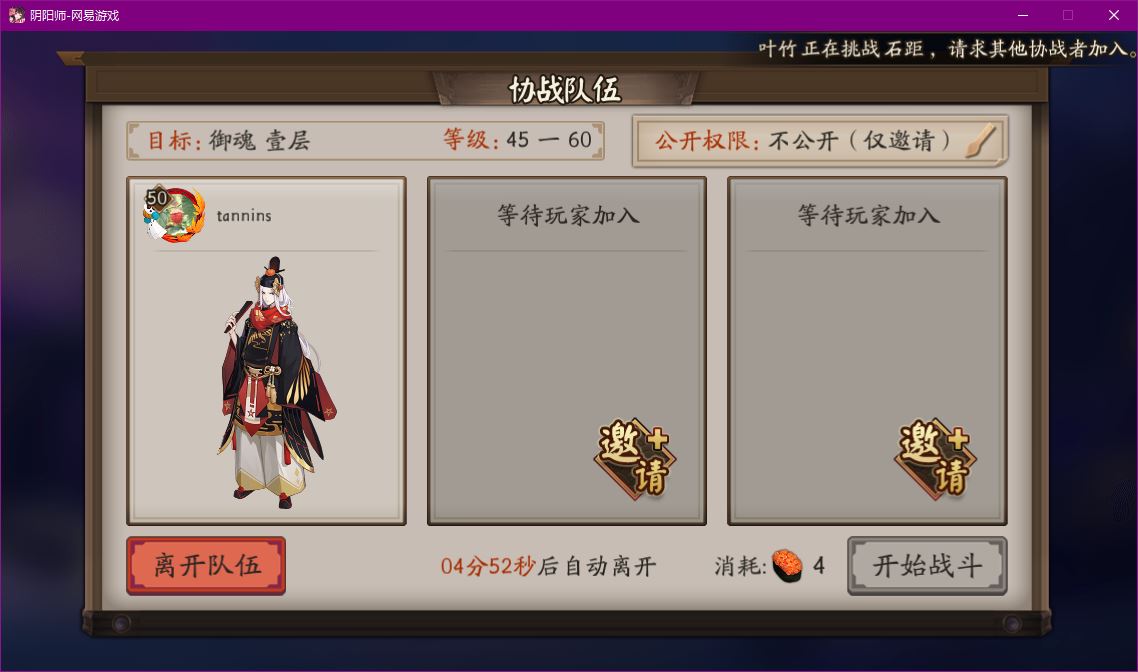 阴阳师-网易游戏
叶竹 正在挑战 石距，请求其他协战者加入。
协战队伍
目标：御魂 壹层 等级：45 一 60 公开权限：不公开（仅邀请）
50 tannins 等待玩家加入 等待玩家加入
邀请 邀请
离开队伍 04分52秒后自动离开 消耗: 4 开始战斗